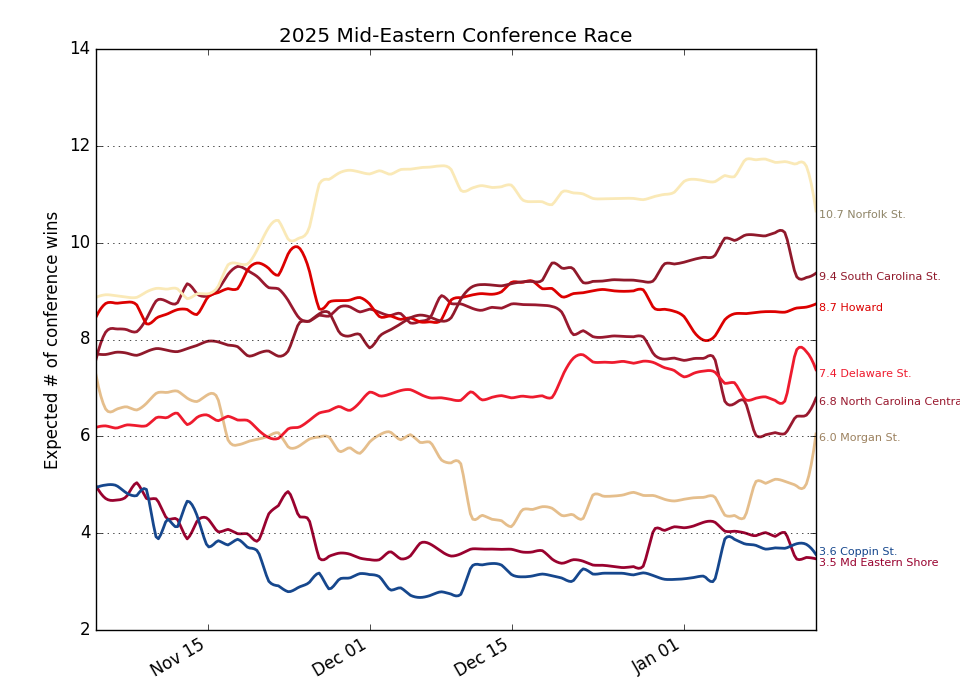 2025 Mid-Eastern Conference Race
Expected # of conference wins
14
12
10
8
6
4
2
Nov 15
Dec 01
Dec 15
Jan 01
10.7 Norfolk St.
9.4 South Carolina St.
8.7 Howard
7.4 Delaware St.
6.8 North Carolina Centra
6.0 Morgan St.
3.6 Coppin St.
3.5 Md Eastern Shore